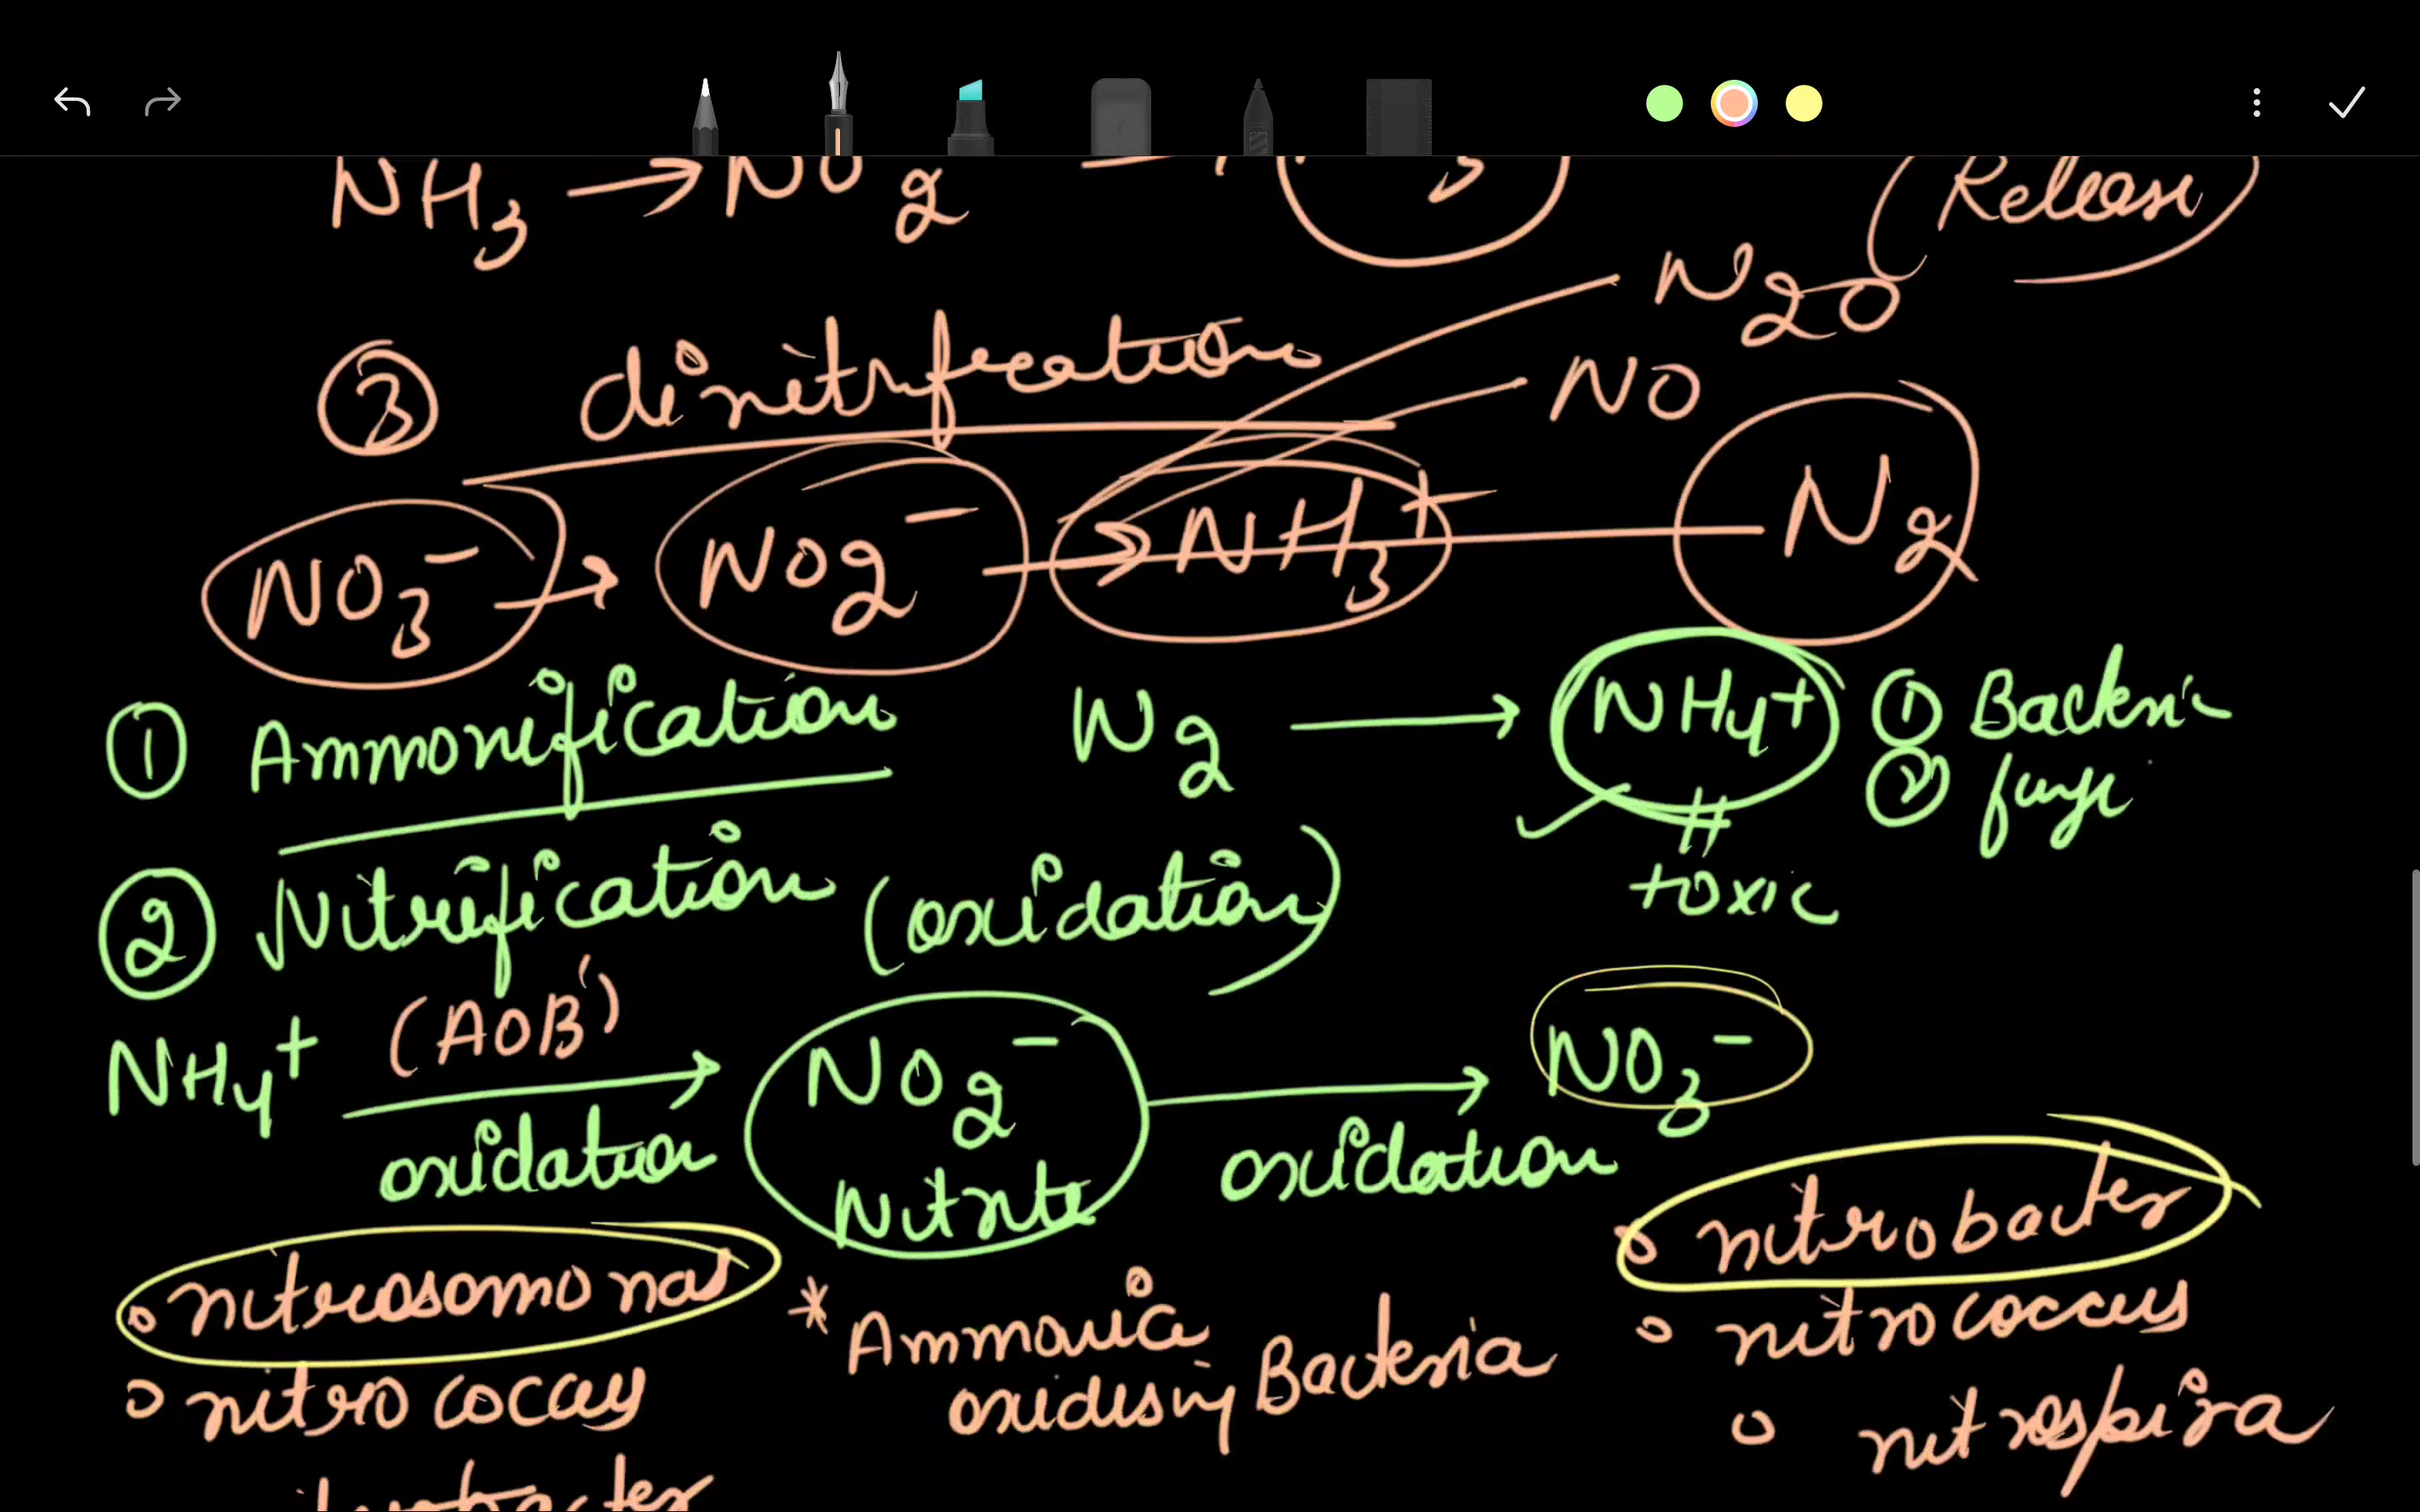 NH3 → NO2 →
(Release)
N2O
③ dinitrification
NO
NO3⁻ → NO2⁻ → NH3⁺ N2
① Ammonification N2 → NH4+ ① Bacteri
② fungi
toxic
② Nitrification (oxidation)
(AOB)
NH4+ → NO2⁻ → NO3⁻
oxidation Nitrite oxidation
nitrosomonas nitrobacter
* Ammonia oxidising Bacteria
nitrococcus nitrococcus
nitrospira